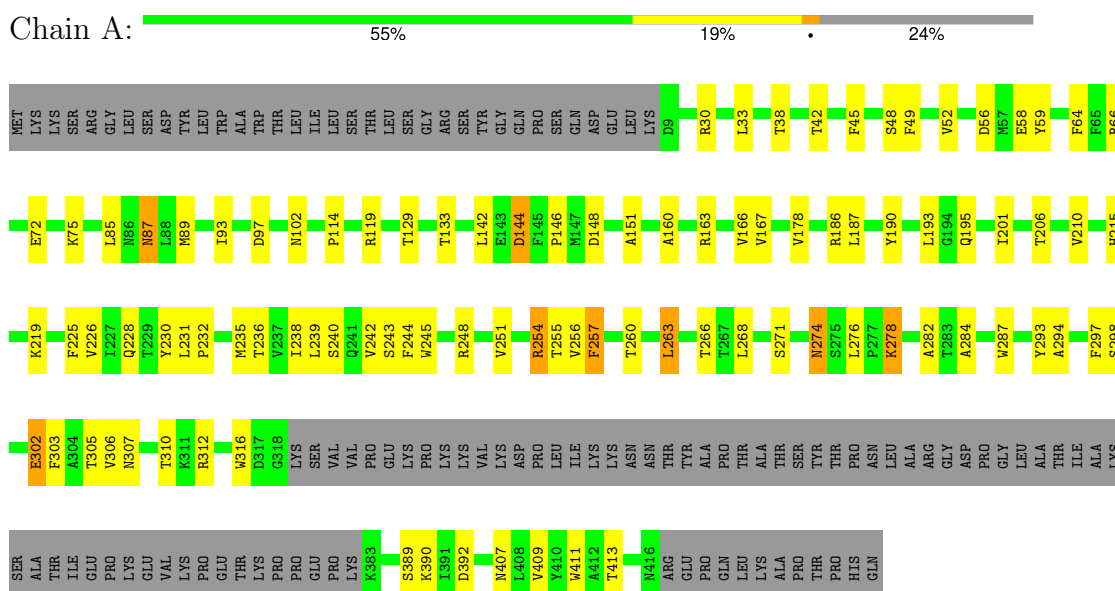 Chain A:
55% 19% • 24%
MET LYS LYS SER ARG GLY LEU SER ASP TYR LEU TRP ALA TRP THR LEU ILE LEU SER THR LEU SER GLY ARG SER TYR GLY GLN PRO SER GLN ASP GLU LEU LYS D9 R30 L33 T38 T42 F45 S48 F49 V52 D56 M57 E58 Y59 F64 F65 R66
E72 K75 L85 N86 N87 L88 M89 I93 D97 N102 P114 R119 T129 T133 L142 E143 D144 F145 P146 M147 D148 A151 A160 R163 V166 V167 V178 R186 L187 Y190 L193 G194 Q195 I201 T206 V210 H215
K219 F225 V226 I227 Q228 T229 Y230 L231 P232 M235 T236 V237 I238 L239 S240 Q241 V242 S243 F244 W245 R248 V251 R254 T255 V256 F257 T260 L263 T266 T267 L268 S271 N274 S275 L276 P277 K278 A282 T283 A284 W287 Y293 A294 F297 S298
E302 F303 A304 T305 V306 N307 T310 K311 R312 W316 D317 G318 LYS SER VAL VAL PRO GLU LYS PRO LYS LYS VAL LYS ASP PRO LEU ILE LYS LYS ASN ASN THR TYR ALA PRO THR ALA THR SER TYR THR PRO ASN LEU ALA ARG GLY ASP PRO GLY LEU ALA THR ILE ALA LYS
SER ALA THR ILE GLU PRO LYS GLU VAL LYS PRO GLU THR LYS PRO PRO GLU PRO LYS K383 S389 K390 I391 D392 N407 L408 V409 Y410 W411 A412 T413 N416 ARG GLU PRO GLN LEU LYS ALA PRO THR PRO HIS GLN